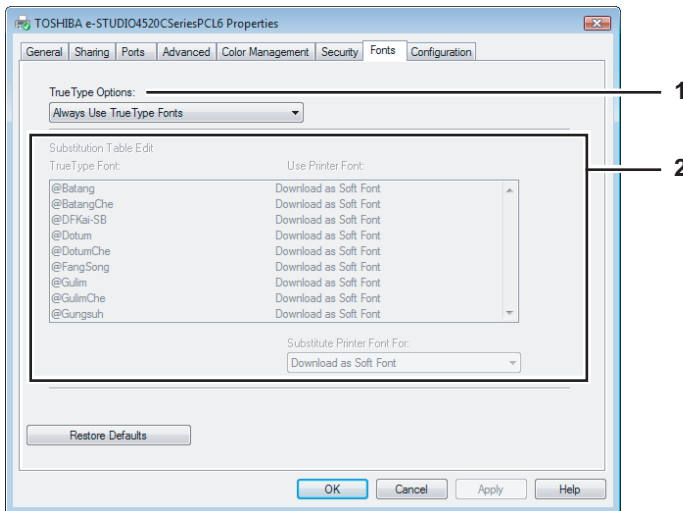 TOSHIBA e-STUDIO4520CSeriesPCL6 Properties
General Sharing Ports Advanced Color Management Security Fonts Configuration
TrueType Options:
1
Always Use TrueType Fonts
Substitution Table Edit
TrueType Font: Use Printer Font:
2
@Batang Download as Soft Font
@BatangChe Download as Soft Font
@DFKai-SB Download as Soft Font
@Dotum Download as Soft Font
@DotumChe Download as Soft Font
@FangSong Download as Soft Font
@Gulim Download as Soft Font
@GulimChe Download as Soft Font
@Gungsuh Download as Soft Font
Substitute Printer Font For:
Download as Soft Font
Restore Defaults
OK Cancel Apply Help